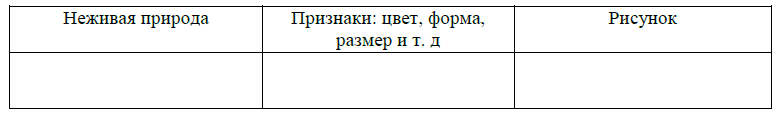 Неживая природа
Признаки: цвет, форма,
размер и т. д
Рисунок